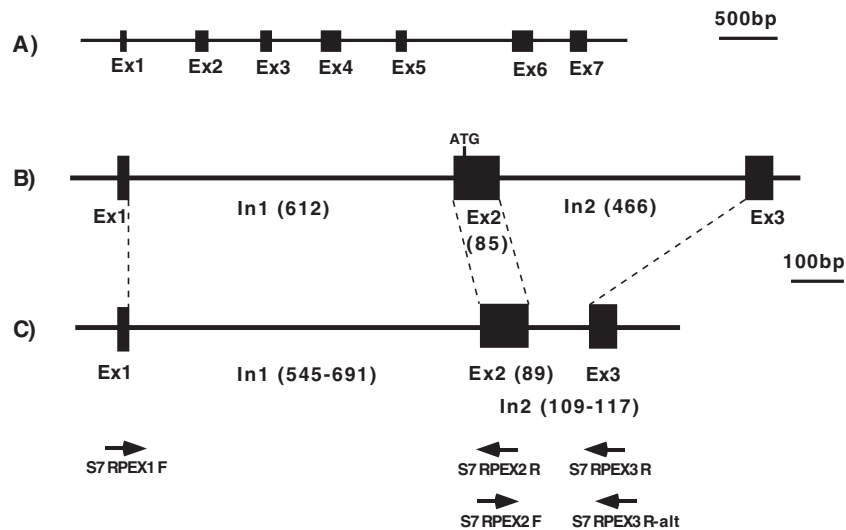 500bp
A)
Ex1 Ex2 Ex3 Ex4 Ex5 Ex6 Ex7
ATG
B)
Ex1 In1 (612) Ex2 In2 (466) Ex3
(85)
100bp
C)
Ex1 In1 (545-691) Ex2 (89) Ex3
In2 (109-117)
S7RPEX1F S7RPEX2R S7RPEX3R
S7RPEX2F S7RPEX3R-alt